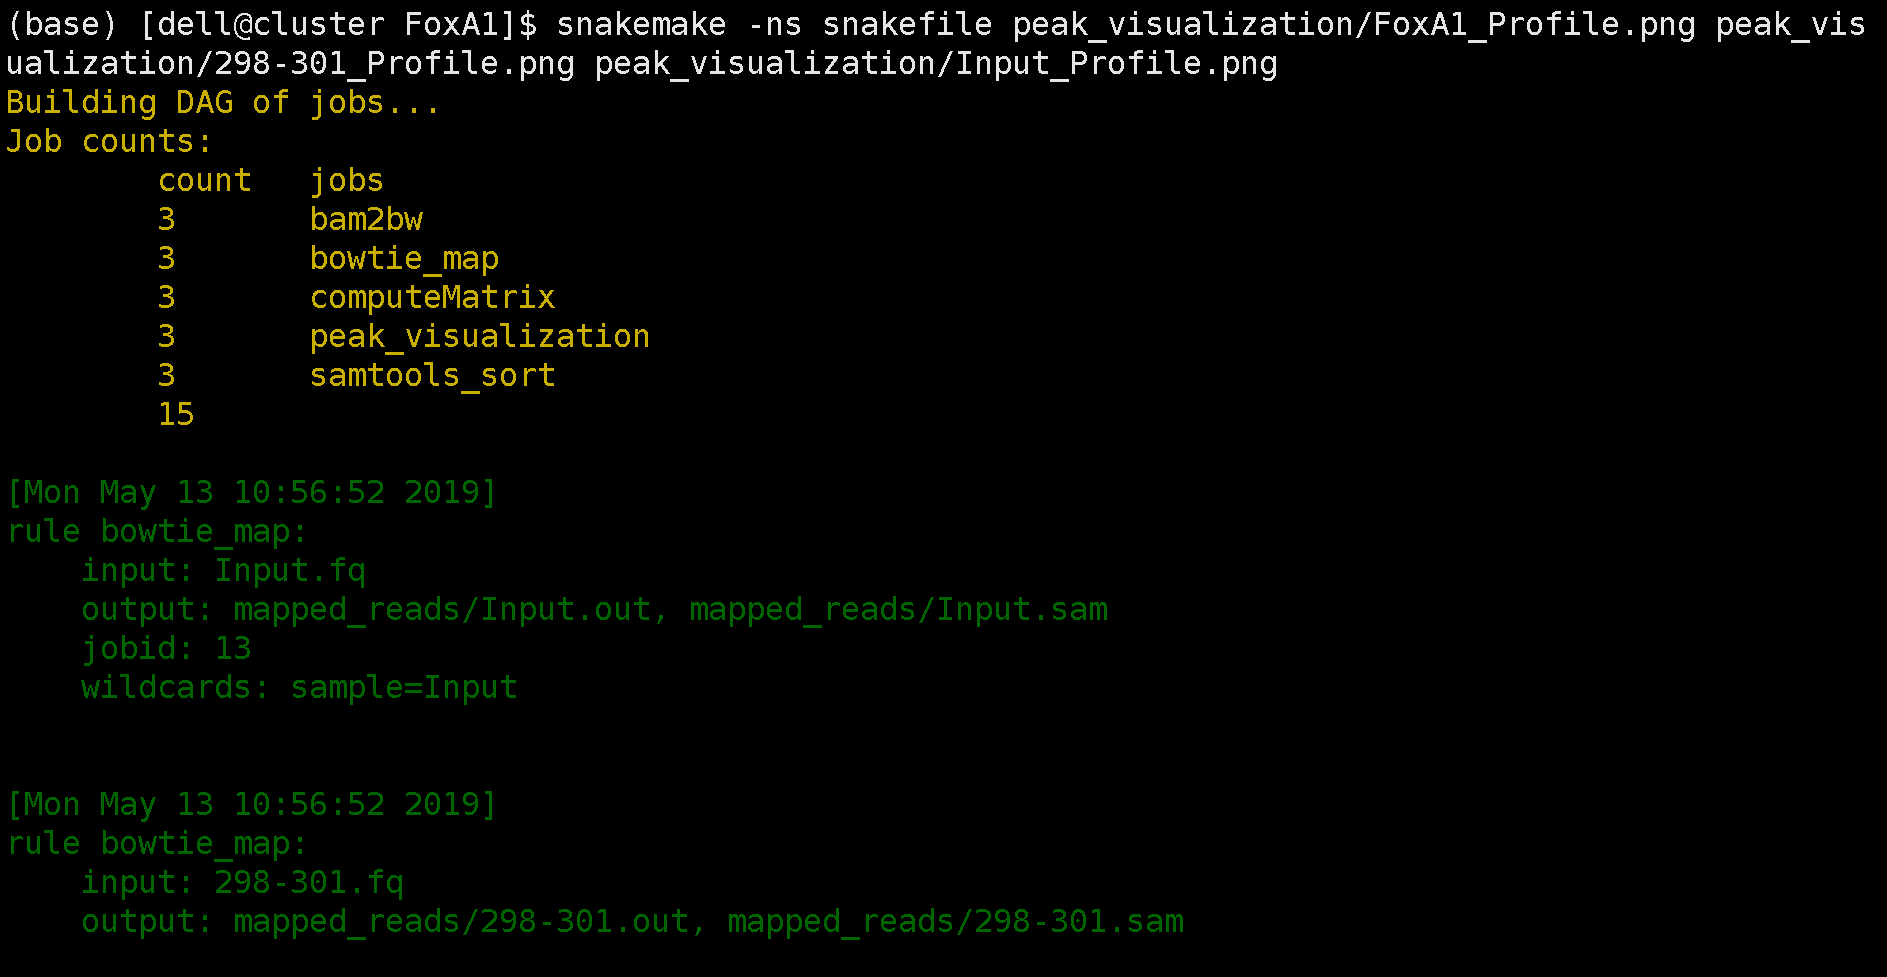 (base) [dell@cluster FoxA1]$ snakemake -ns snakefile peak_visualization/FoxA1_Profile.png peak_vis
ualization/298-301_Profile.png peak_visualization/Input_Profile.png
Building DAG of jobs...
Job counts:
        count   jobs
        3       bam2bw
        3       bowtie_map
        3       computeMatrix
        3       peak_visualization
        3       samtools_sort
        15
[Mon May 13 10:56:52 2019]
rule bowtie_map:
    input: Input.fq
    output: mapped_reads/Input.out, mapped_reads/Input.sam
    jobid: 13
    wildcards: sample=Input
[Mon May 13 10:56:52 2019]
rule bowtie_map:
    input: 298-301.fq
    output: mapped_reads/298-301.out, mapped_reads/298-301.sam